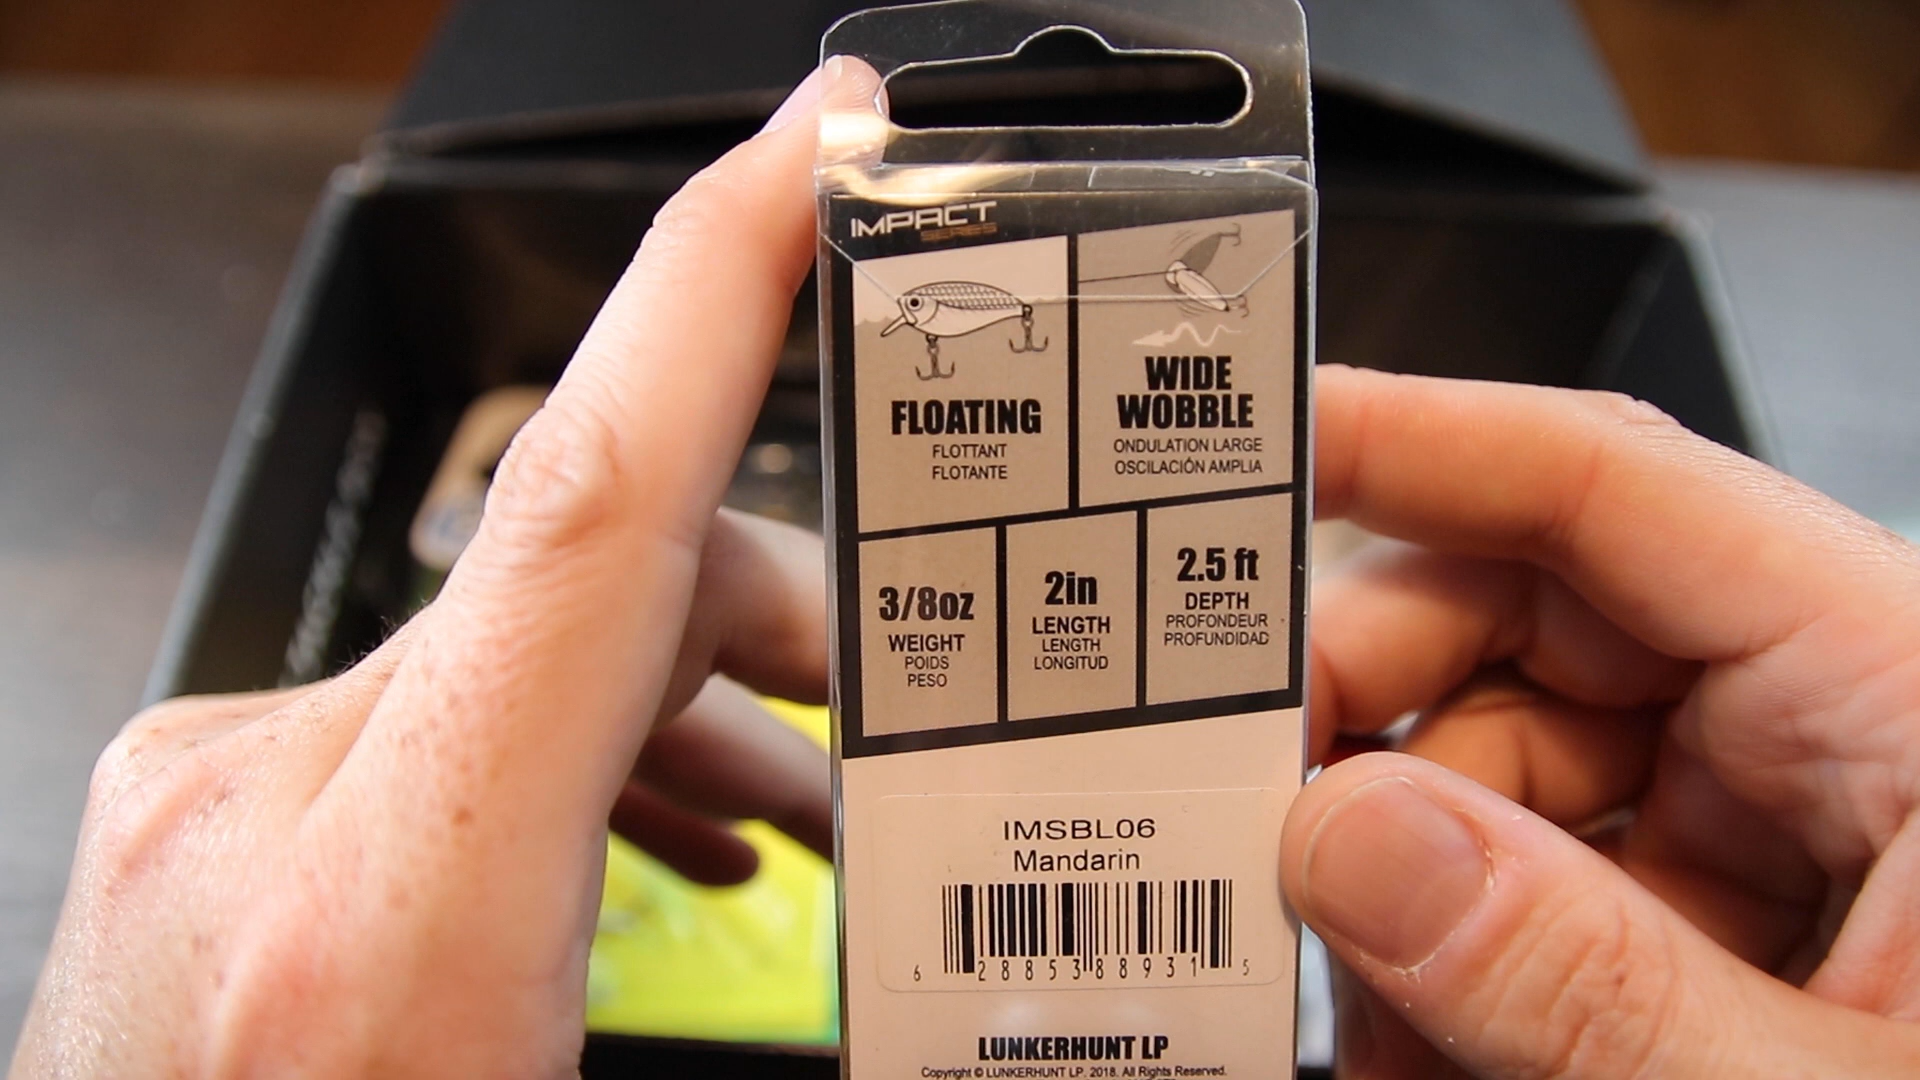 IMPACT
SERIES
FLOATING
FLOTTANT
FLOTANTE
WIDE
WOBBLE
ONDULATION LARGE
OSCILACIÓN AMPLIA
3/8oz
WEIGHT
POIDS
PESO
2in
LENGTH
LENGTH
LONGITUD
2.5 ft
DEPTH
PROFONDEUR
PROFUNDIDAD
IMSBL06
Mandarin
6 28853 88931 5
LUNKERHUNT LP
Copyright © LUNKERHUNT LP. 2018. All Rights Reserved.